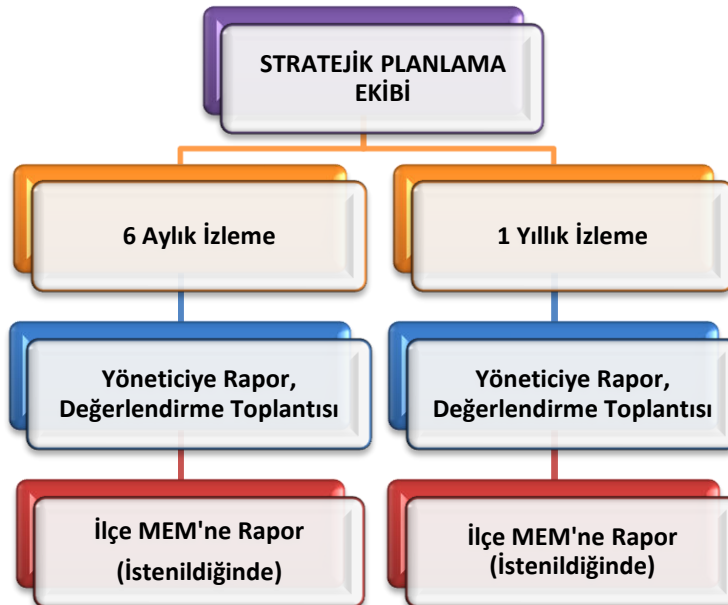 STRATEJİK PLANLAMA
EKİBİ
6 Aylık İzleme
1 Yıllık İzleme
Yöneticiye Rapor,
Değerlendirme Toplantısı
Yöneticiye Rapor,
Değerlendirme Toplantısı
İlçe MEM'ne Rapor
(İstenildiğinde)
İlçe MEM'ne Rapor
(İstenildiğinde)